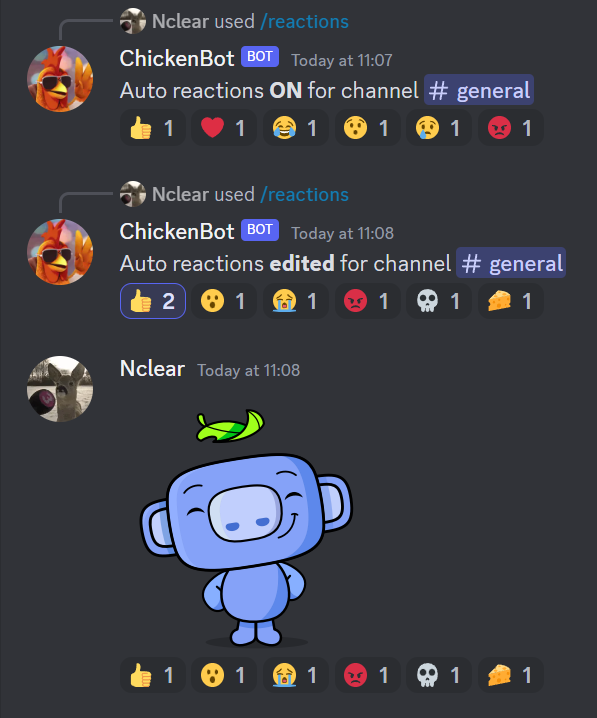 Nclear used /reactions
ChickenBot BOT Today at 11:07
Auto reactions ON for channel # general
👍 1 ❤️ 1 😂 1 😯 1 😢 1 😡 1
Nclear used /reactions
ChickenBot BOT Today at 11:08
Auto reactions edited for channel # general
👍 2 😮 1 😭 1 😡 1 💀 1 🧀 1
Nclear Today at 11:08
👍 1 😮 1 😭 1 😡 1 💀 1 🧀 1